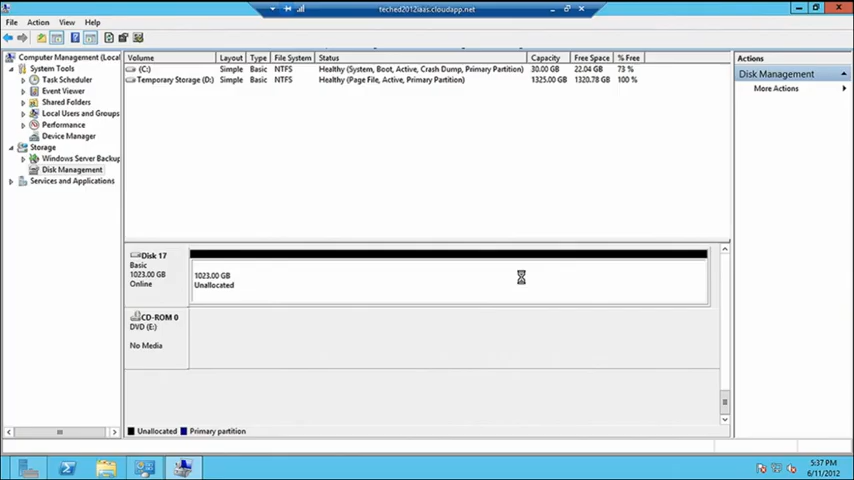 teched2012iaas.cloudapp.net
File Action View Help
Computer Management (Local
System Tools
Task Scheduler
Event Viewer
Shared Folders
Local Users and Groups
Performance
Device Manager
Storage
Windows Server Backup
Disk Management
Services and Applications
Volume Layout Type File System Status Capacity Free Space % Free
(C:) Simple Basic NTFS Healthy (System, Boot, Active, Crash Dump, Primary Partition) 30.00 GB 22.04 GB 73 %
Temporary Storage (D:) Simple Basic NTFS Healthy (Page File, Active, Primary Partition) 1325.00 GB 1320.78 GB 100 %
Disk 17
Basic
1023.00 GB
Online
1023.00 GB
Unallocated
CD-ROM 0
DVD (E:)
No Media
Unallocated Primary partition
Actions
Disk Management
More Actions
5:37 PM
6/11/2012